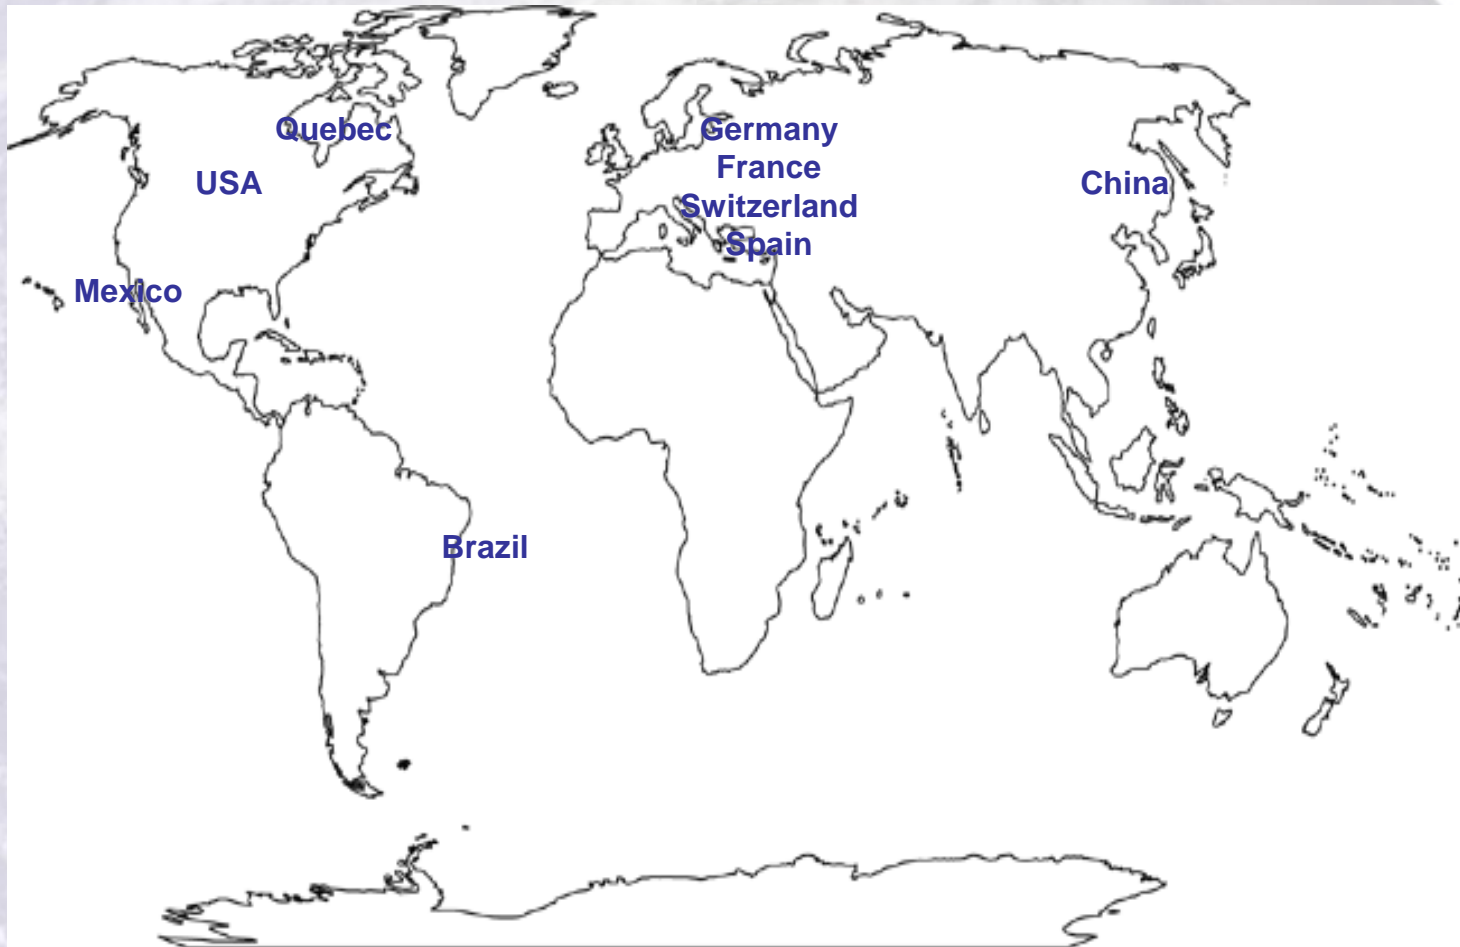 Quebec
Germany
France
USA
China
Switzerland
Spain
Mexico
Brazil